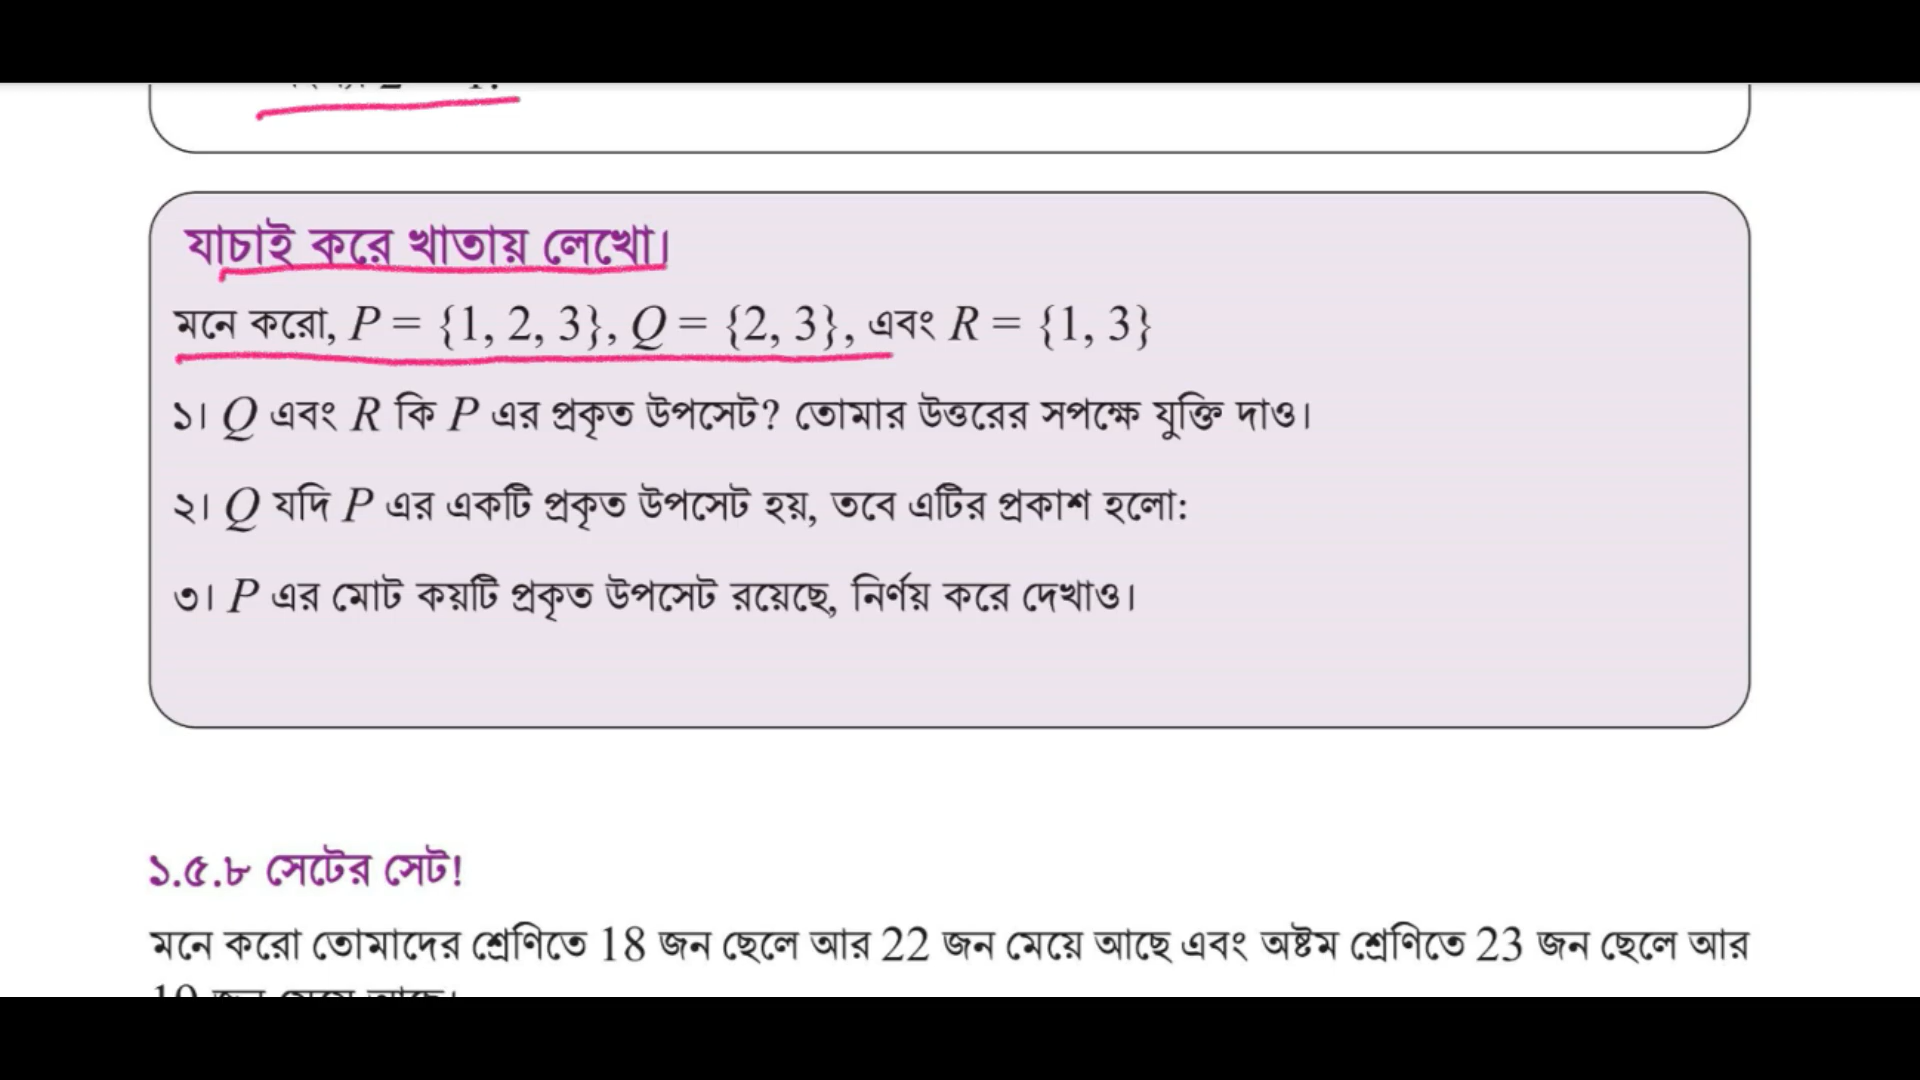 যাচাই করে খাতায় লেখো।
মনে করো, P = {1, 2, 3}, Q = {2, 3}, এবং R = {1, 3}
১। Q এবং R কি P এর প্রকৃত উপসেট? তোমার উত্তরের সপক্ষে যুক্তি দাও।
২। Q যদি P এর একটি প্রকৃত উপসেট হয়, তবে এটির প্রকাশ হলো:
৩। P এর মোট কয়টি প্রকৃত উপসেট রয়েছে, নির্ণয় করে দেখাও।
১.৫.৮ সেটের সেট!
মনে করো তোমাদের শ্রেণিতে 18 জন ছেলে আর 22 জন মেয়ে আছে এবং অষ্টম শ্রেণিতে 23 জন ছেলে আর